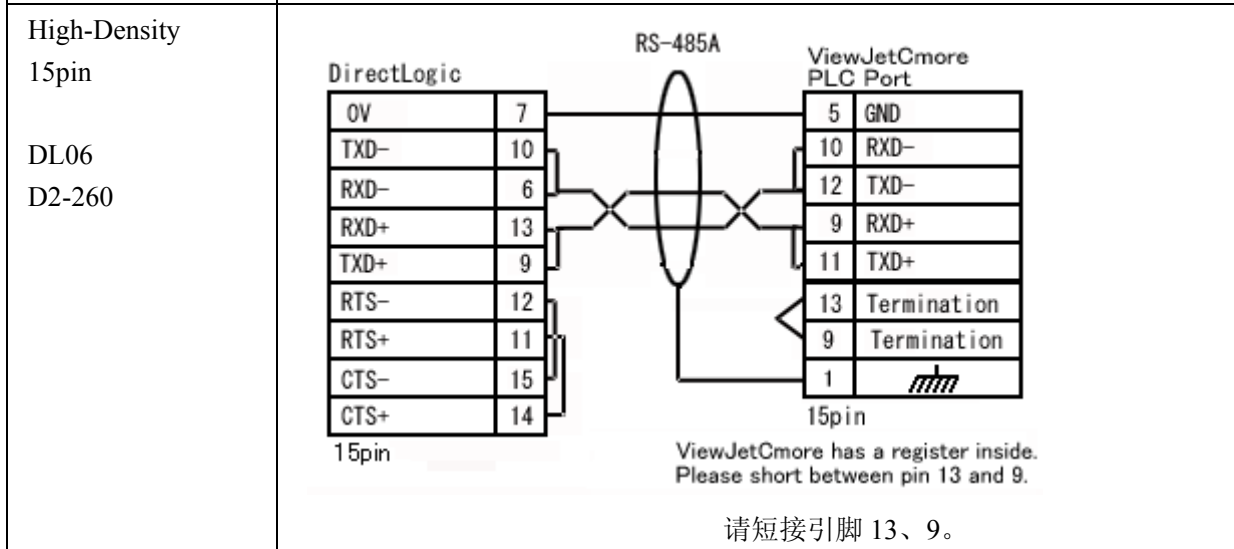 High-Density
15pin
DL06
D2-260
RS-485A
DirectLogic
ViewJetCmore
PLC Port
0V 7
TXD- 10
RXD- 6
RXD+ 13
TXD+ 9
RTS- 12
RTS+ 11
CTS- 15
CTS+ 14
15pin
5 GND
10 RXD-
12 TXD-
9 RXD+
11 TXD+
13 Termination
9 Termination
1
15pin
ViewJetCmore has a register inside.
Please short between pin 13 and 9.
请短接引脚 13、9。